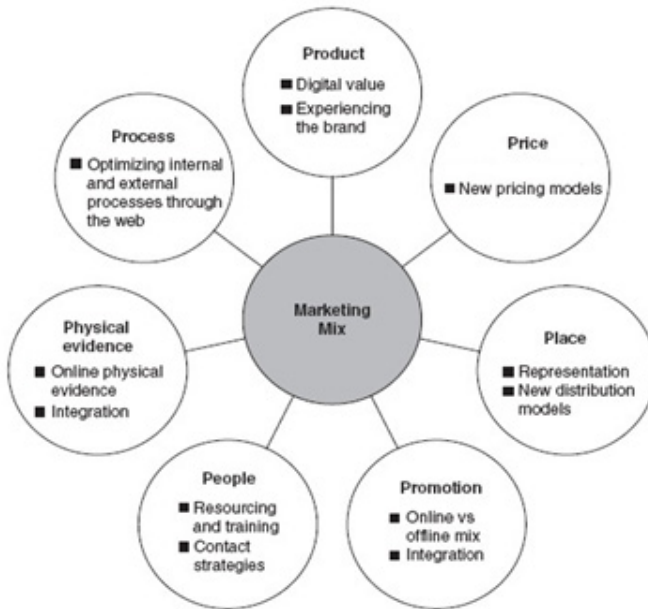 Product
■ Digital value
■ Experiencing
the brand
Process
■ Optimizing internal
and external
processes through
the web
Price
■ New pricing models
Marketing
Mix
Physical
evidence
■ Online physical
evidence
■ Integration
Place
■ Representation
■ New distribution
models
People
■ Resourcing
and training
■ Contact
strategies
Promotion
■ Online vs
offline mix
■ Integration